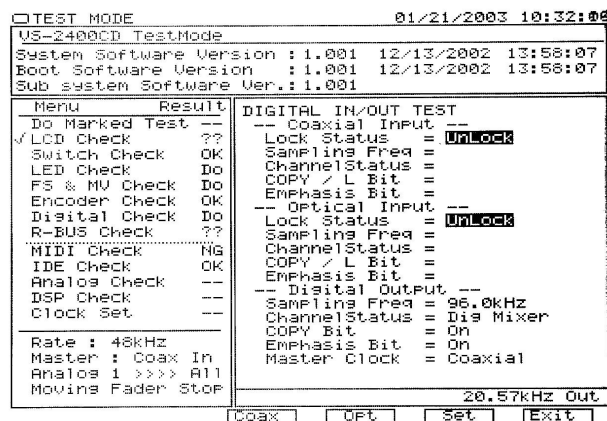 TEST MODE 01/21/2003 10:32:00
VS-2400CD TestMode
System Software Version :1.001 12/13/2002 13:58:07
Boot Software Version :1.001 12/13/2002 13:58:07
Sub system Software Ver.:1.001
Menu Result
Do Marked Test --
√LCD Check ??
Switch Check OK
LED Check Do
FS & MV Check Do
Encoder Check OK
Digital Check Do
R-BUS Check ??
MIDI Check NG
IDE Check OK
Analog Check --
DSP Check --
Clock Set --
Rate : 48kHz
Master : Coax In
Analog 1 >>>> All
Moving Fader Stop
DIGITAL IN/OUT TEST
-- Coaxial Input --
Lock Status = UnLock
Sampling Freq =
ChannelStatus =
COPY / L Bit =
Emphasis Bit =
-- Optical Input --
Lock Status = UnLock
Sampling Freq =
ChannelStatus =
COPY / L Bit =
Emphasis Bit =
-- Digital Output --
Sampling Freq = 96.0kHz
ChannelStatus = Dig Mixer
COPY Bit = On
Emphasis Bit = On
Master Clock = Coaxial
20.57kHz Out
Coax Opt Set Exit